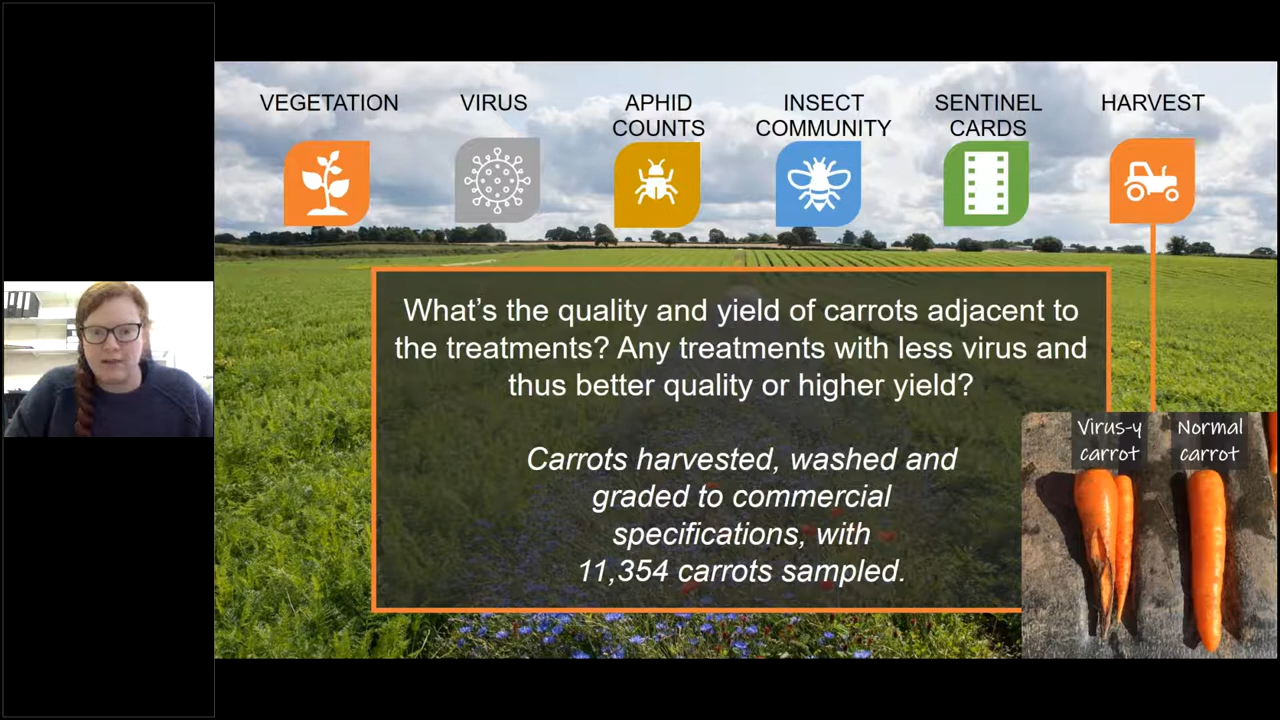 VEGETATION
VIRUS
APHID
COUNTS
INSECT
COMMUNITY
SENTINEL
CARDS
HARVEST
What's the quality and yield of carrots adjacent to
the treatments? Any treatments with less virus and
thus better quality or higher yield?
Carrots harvested, washed and
graded to commercial
specifications, with
11,354 carrots sampled.
Virus-y
carrot
Normal
carrot